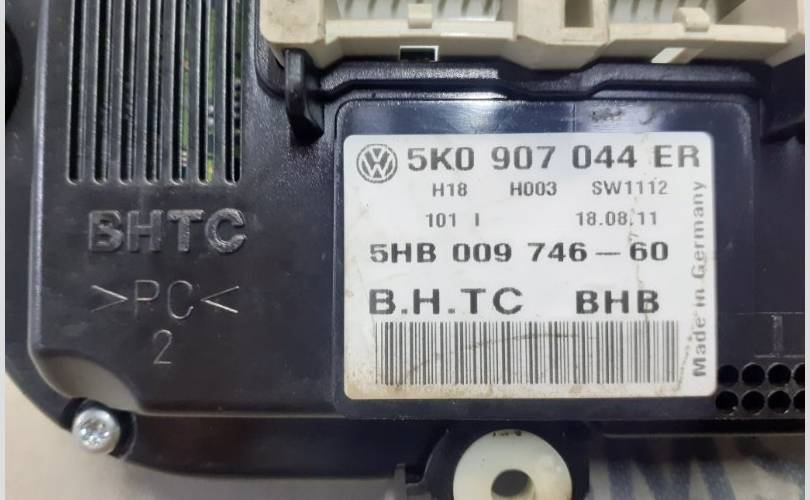 5K0 907 044 ER
H18 H003 SW1112
101 I 18.08.11
5HB 009 746-60
B.H.TC BHB
Made in Germany
BHTC
>PC<
2